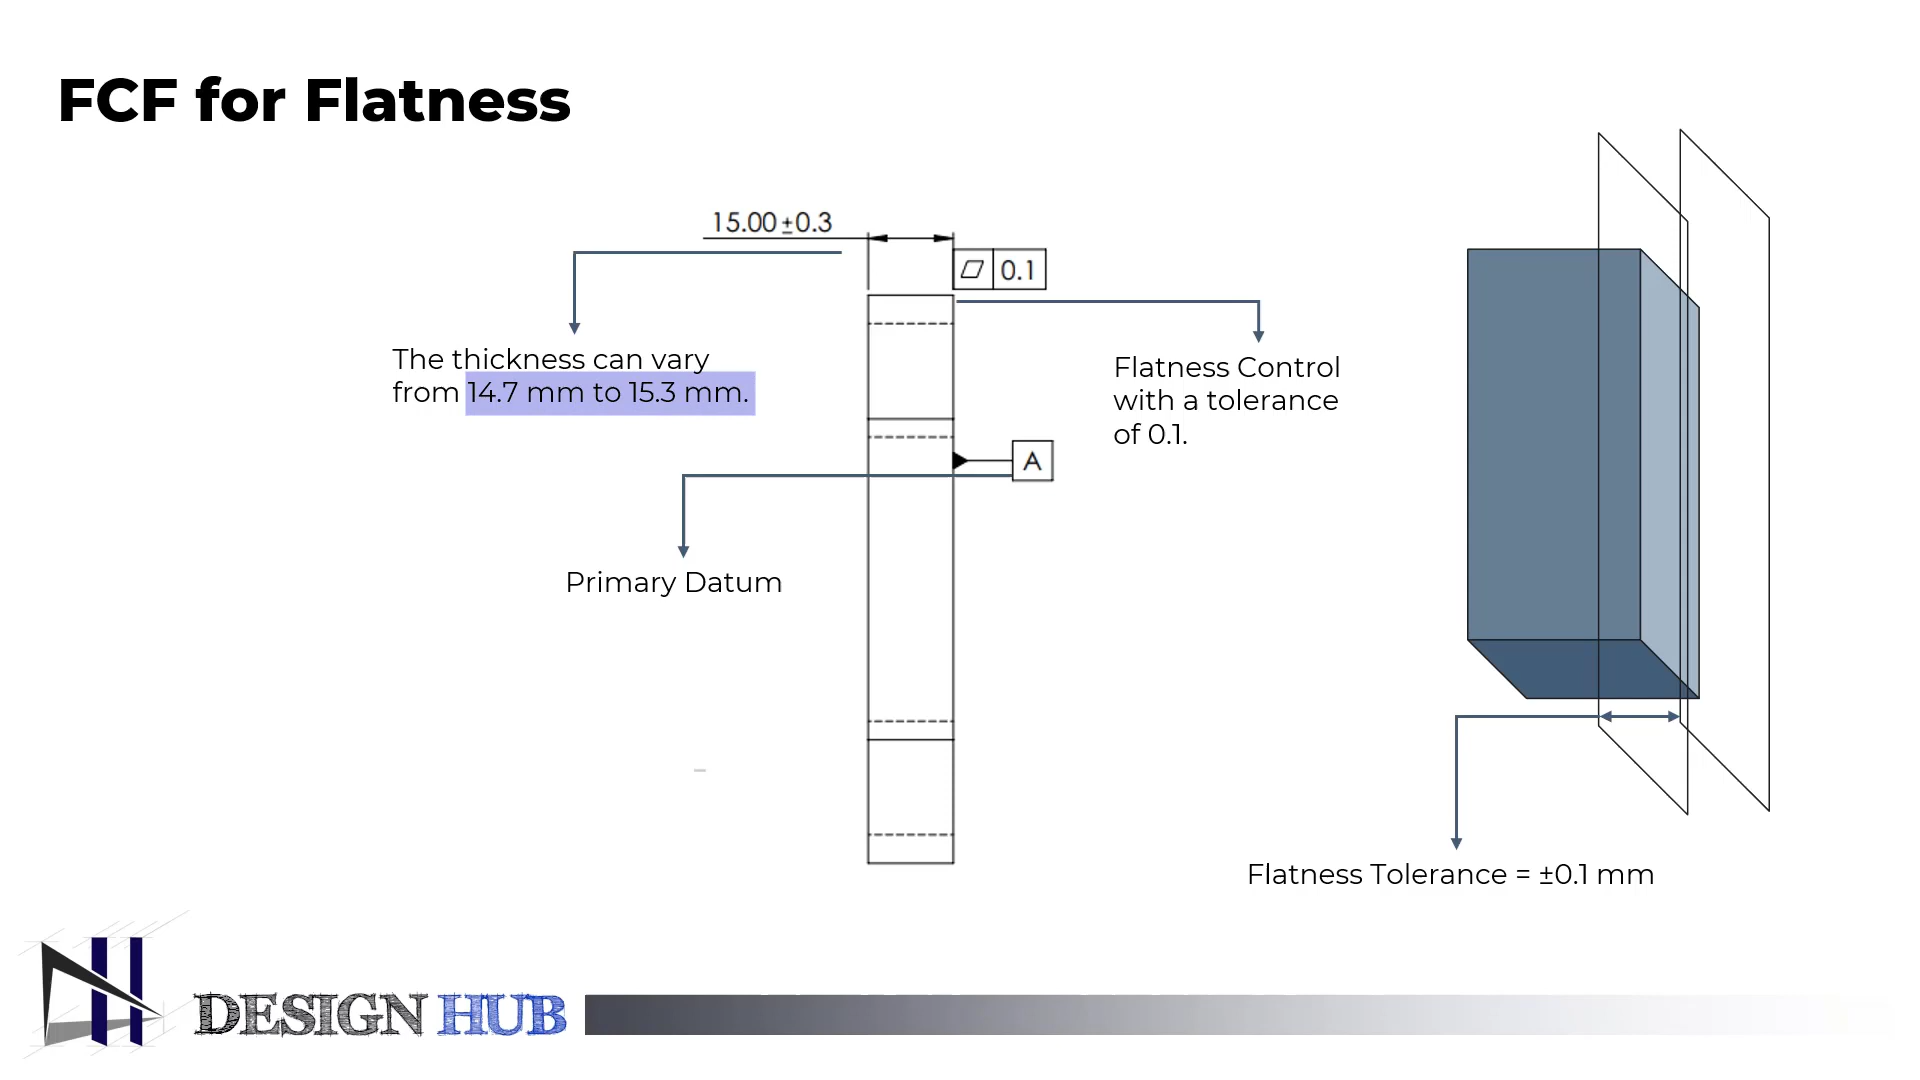 FCF for Flatness
15.00±0.3
0.1
The thickness can vary
from 14.7 mm to 15.3 mm.
Flatness Control
with a tolerance
of 0.1.
A
Primary Datum
Flatness Tolerance = ±0.1 mm
DESIGN HUB